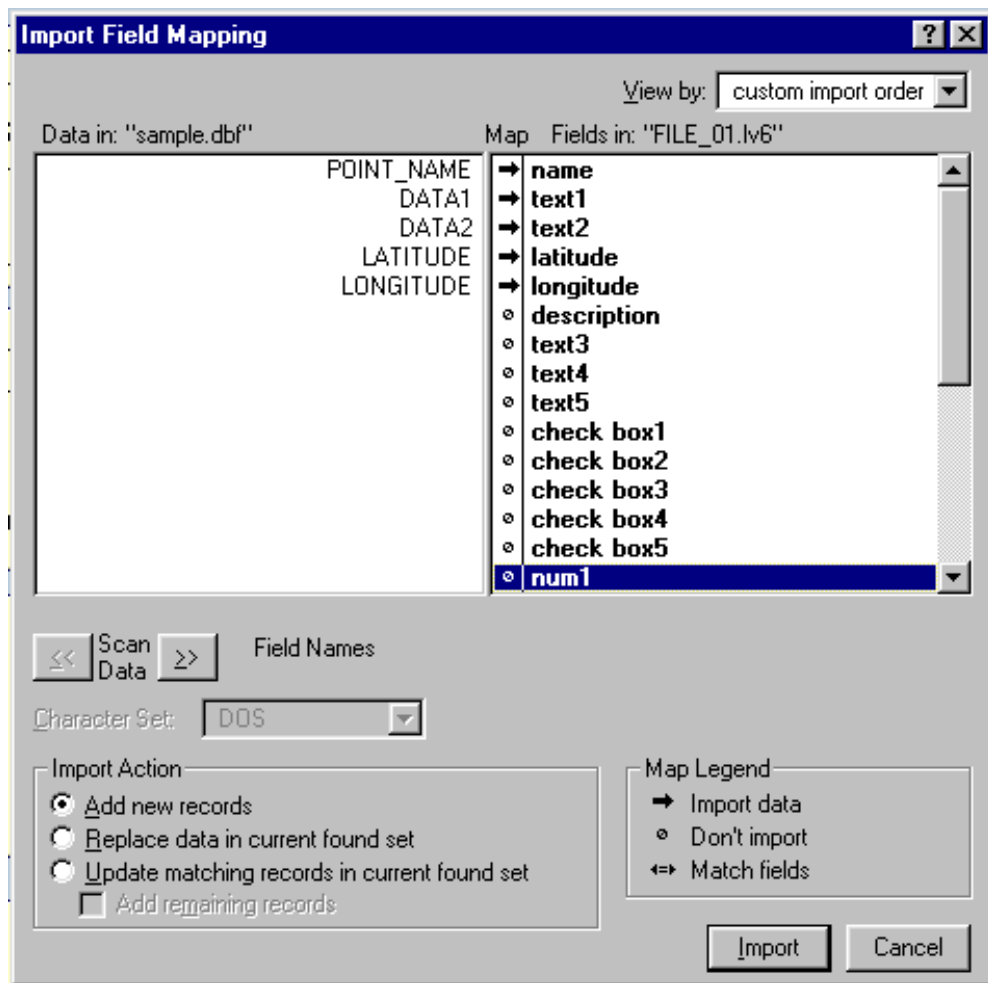 Import Field Mapping
View by: custom import order
Data in: "sample.dbf" Map Fields in: "FILE_01.lv6"
POINT_NAME name
DATA1 text1
DATA2 text2
LATITUDE latitude
LONGITUDE longitude
description
text3
text4
text5
check box1
check box2
check box3
check box4
check box5
num1
<< Scan Data >> Field Names
Character Set: DOS
Import Action
Add new records
Replace data in current found set
Update matching records in current found set
Add remaining records
Map Legend
Import data
Don't import
Match fields
Import Cancel